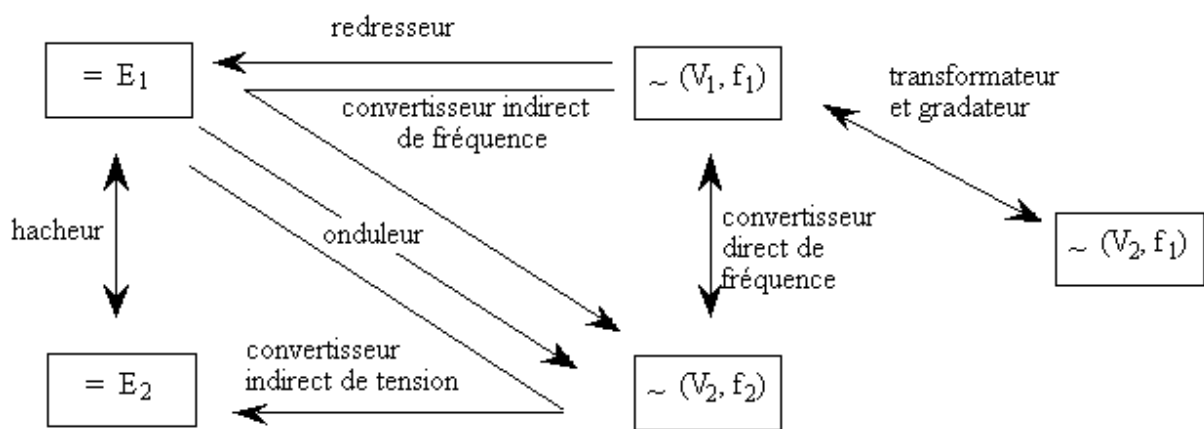 redresseur
= E1
~ (V1, f1)
transformateur
et gradateur
convertisseur indirect
de fréquence
hacheur
onduleur
convertisseur
direct de
fréquence
~ (V2, f1)
convertisseur
indirect de tension
= E2
~ (V2, f2)